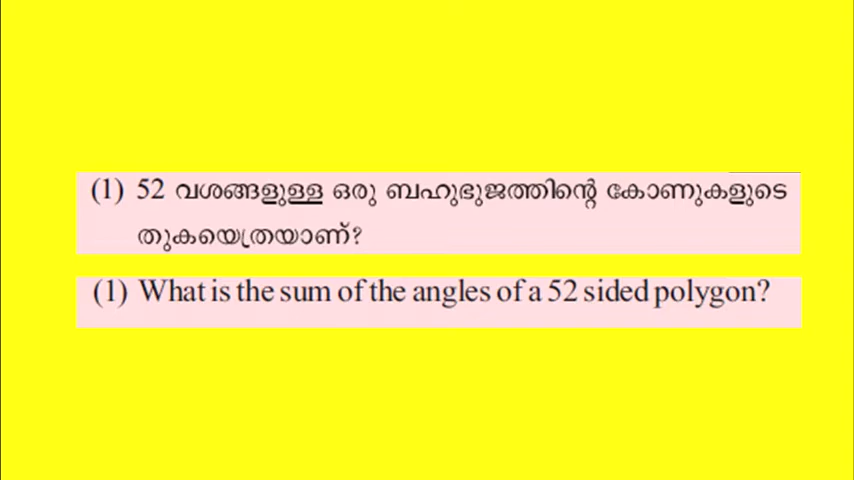 (1) 52 വശങ്ങളുള്ള ഒരു ബഹുഭുജത്തിന്റെ കോണുകളുടെ
തുകയെത്രയാണ്?
(1) What is the sum of the angles of a 52 sided polygon?